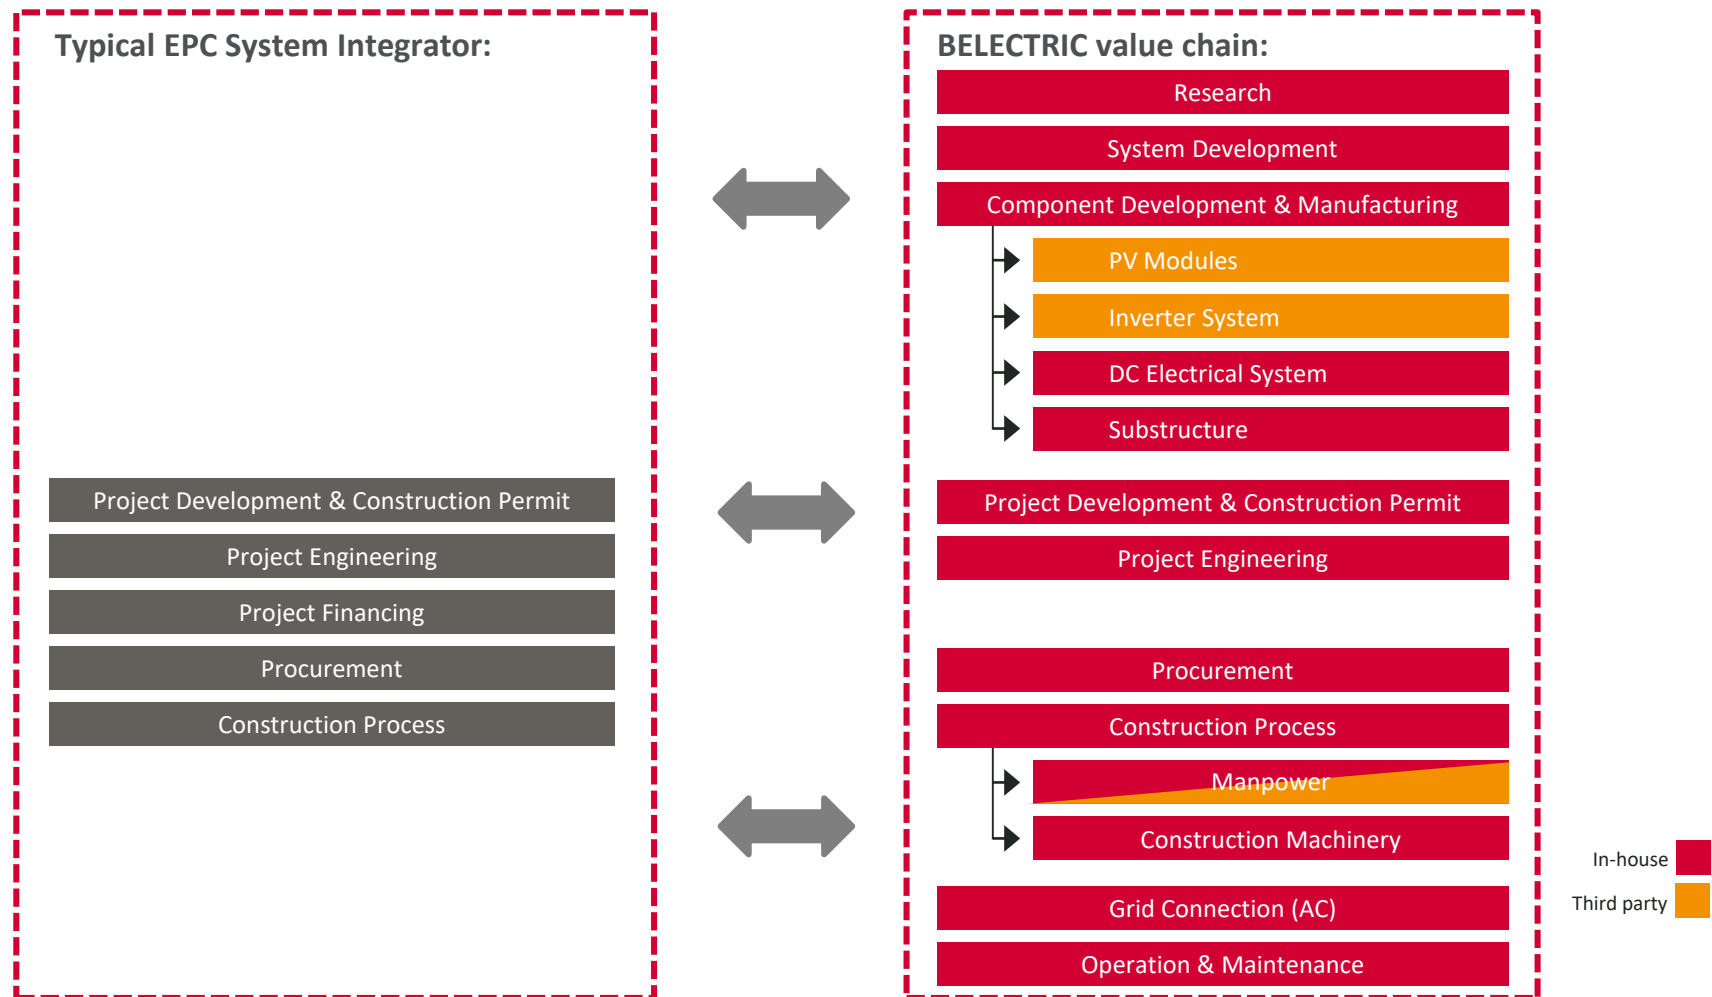 Typical EPC System Integrator:
Project Development & Construction Permit
Project Engineering
Project Financing
Procurement
Construction Process
BELECTRIC value chain:
Research
System Development
Component Development & Manufacturing
PV Modules
Inverter System
DC Electrical System
Substructure
Project Development & Construction Permit
Project Engineering
Procurement
Construction Process
Manpower
Construction Machinery
Grid Connection (AC)
Operation & Maintenance
In-house
Third party